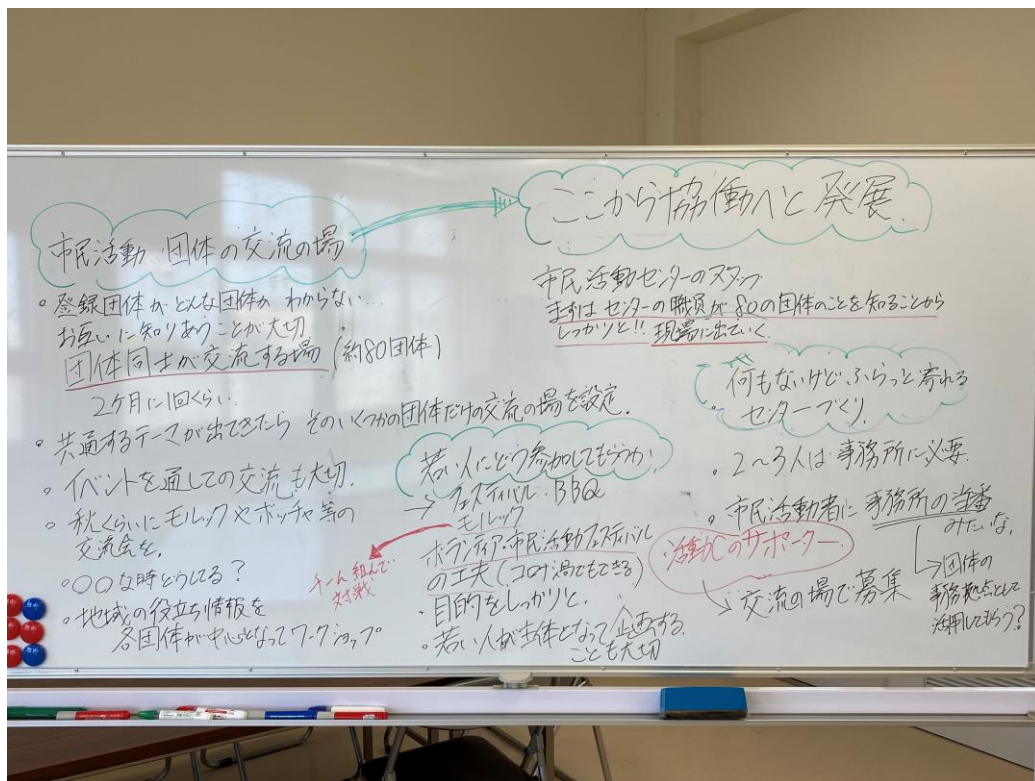 市民活動 団体の交流の場
・登録団体がどんな団体か わからない…
お互いに知りあうことが大切
団体同士が交流する場 (約80団体)
2ヶ月に1回くらい.
・共通するテーマが出てきたら そのいくつかの団体だけの交流の場を設定.
・イベントを通しての交流も大切.
・秋くらいにモルックやボッチャ等の
交流会を.
・〇〇な時どうしてる?
・地域の役立ち情報を
各団体が中心となってワークショップ
若い人にどう参加してもらうか
→ フェスティバル・BBQ
モルック
チーム組んで
対戦
ボランティア・市民活動フェスティバル
の工夫(コロナ渦でもできる)
・目的をしっかりと.
・若い人が主体となって企画する
ことも大切
ここから協働へと発展.
市民活動センターのスタッフ
まずはセンターの職員が80の団体のことを知ることから
しっかりと!! 現場に出ていく
何もないけど、ふらっと寄れる
・センターづくり.
・2〜3人は事務所に必要.
・市民活動者に事務所の当番
みたいな.
→団体の
事務拠点として
活用してもらう?
活動Cのサポーター.
→ 交流の場で募集